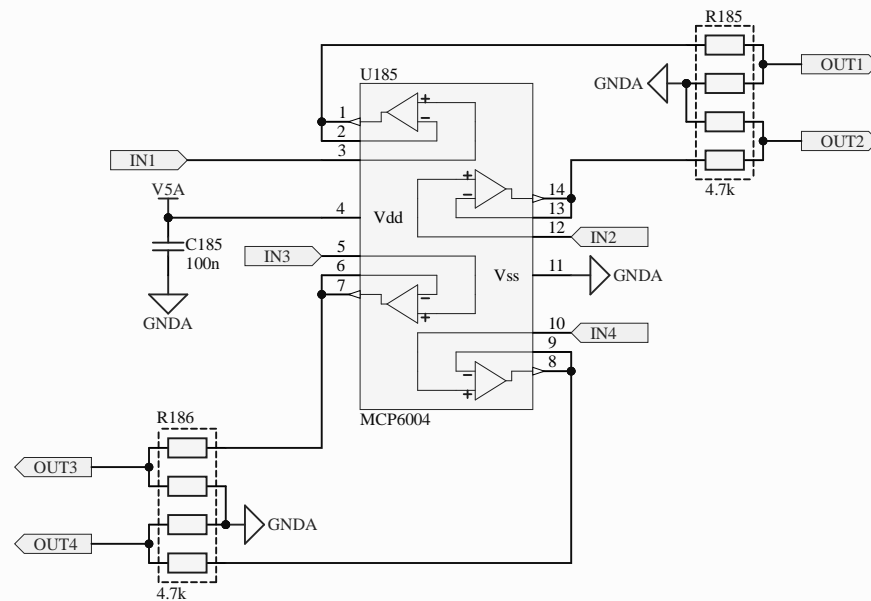 R185
U185
OUT1
GNDA
1
+
−
2
OUT2
IN1
3
+
14
−
4.7k
V5A
13
4
Vdd
12
IN2
C185
100n
IN3
5
Vss
11
GNDA
6
−
7
+
10
IN4
GNDA
9
−
8
+
R186
MCP6004
OUT3
GNDA
OUT4
4.7k